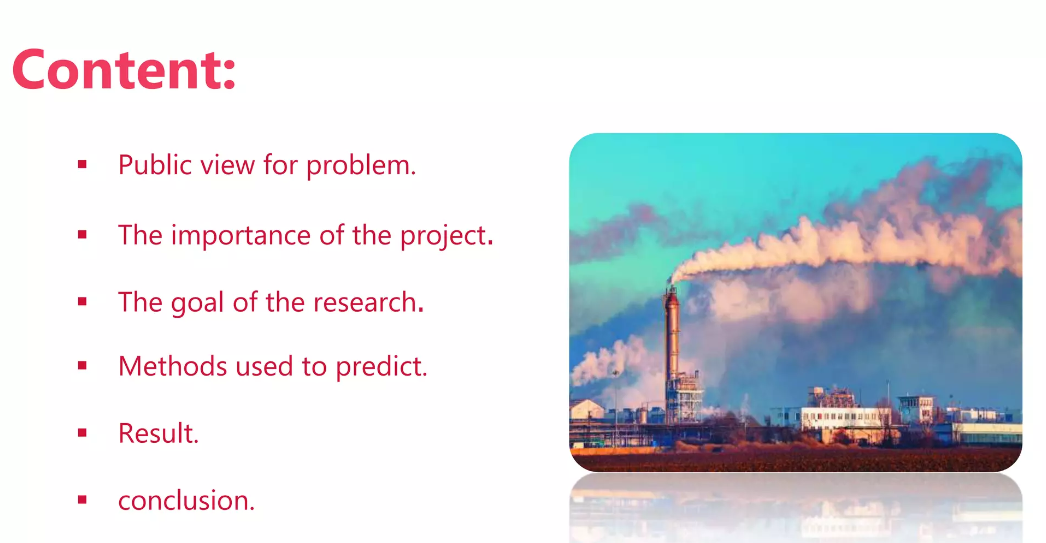 Content:
▪ Public view for problem.
▪ The importance of the project.
▪ The goal of the research.
▪ Methods used to predict.
▪ Result.
▪ conclusion.